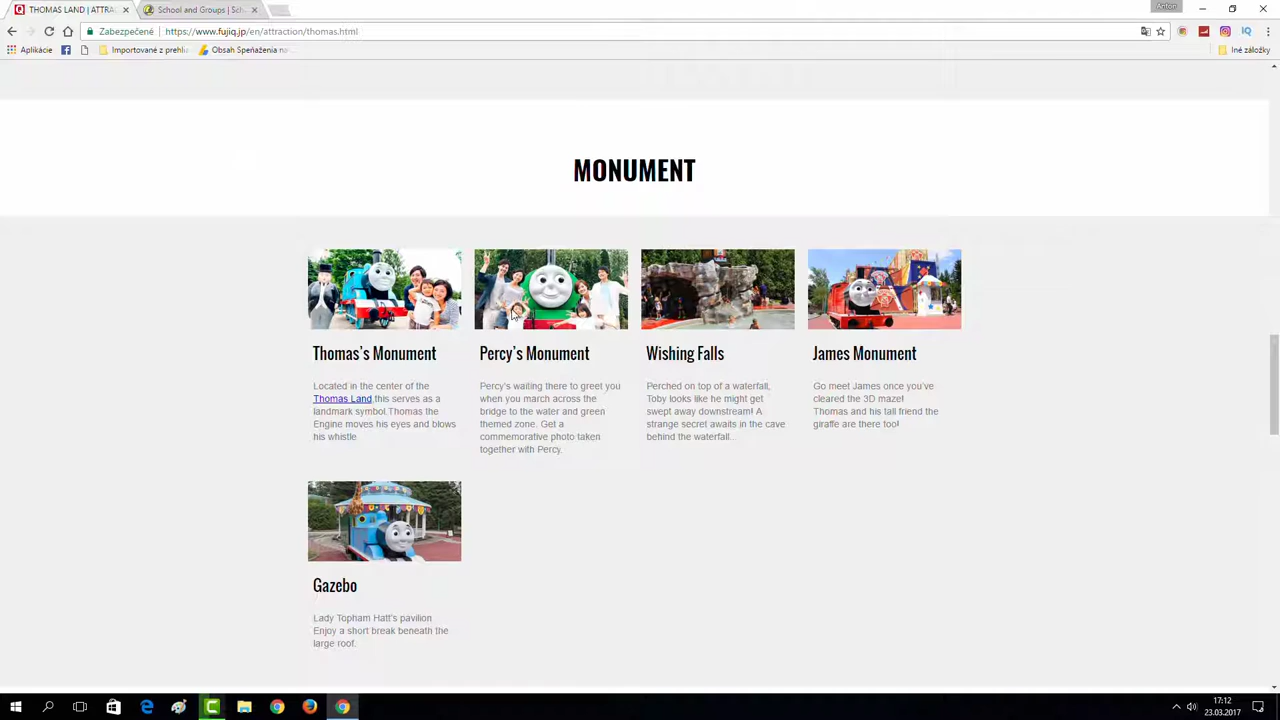 THOMAS LAND | ATTRA
School and Groups | Sch
Anton
Zabezpečené
https://www.fujiq.jp/en/attraction/thomas.html
Aplikácie
Importované z prehli
Obsah Speňaženia na
Iné záložky
MONUMENT
Thomas's Monument
Located in the center of the
Thomas Land,this serves as a
landmark symbol.Thomas the
Engine moves his eyes and blows
his whistle
Percy's Monument
Percy's waiting there to greet you
when you march across the
bridge to the water and green
themed zone. Get a
commemorative photo taken
together with Percy.
Wishing Falls
Perched on top of a waterfall,
Toby looks like he might get
swept away downstream! A
strange secret awaits in the cave
behind the waterfall...
James Monument
Go meet James once you've
cleared the 3D maze!
Thomas and his tall friend the
giraffe are there too!
Gazebo
Lady Topham Hatt's pavilion
Enjoy a short break beneath the
large roof.
17:12
23.03.2017